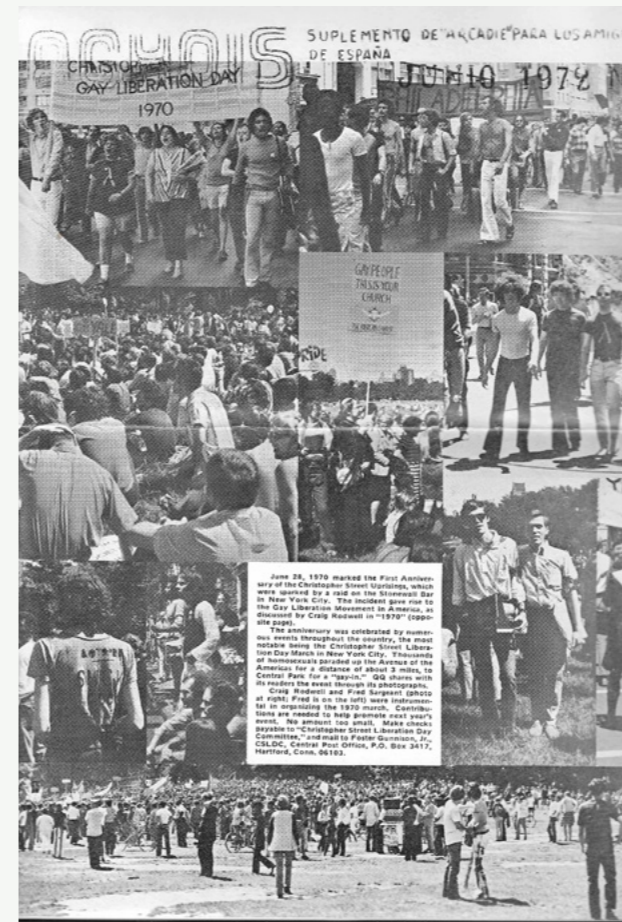 AGHOIS
SUPLEMENTO DE "ARCADIE" PARA LOS AMIG
DE ESPAÑA
JUNIO 1972
CHRISTOPHER
GAY LIBERATION DAY
1970
PHILADELPHIA
GAY PEOPLE
THIS IS YOUR
CHURCH
PRIDE
June 28, 1970 marked the First Anniver-
sary of the Christopher Street Uprisings, which
were sparked by a raid on the Stonewall Bar
in New York City. The incident gave rise to
the Gay Liberation Movement in America, as
discussed by Craig Rodwell in "1970" (oppo-
site page).
The anniversary was celebrated by numer-
ous events throughout the country, the most
notable being the Christopher Street Libera-
tion Day March in New York City. Thousands
of homosexuals paraded up the Avenue of the
Americas for a distance of about 3 miles, to
Central Park for a "gay-in." QQ shares with
its readers the event through its photographs.
Craig Rodwell and Fred Sargeant (photo
at right; Fred is on the left) were instrumen-
tal in organizing the 1970 march. Contribu-
tions are needed to help promote next year's
event. No amount too small. Make checks
payable to "Christopher Street Liberation Day
Committee," and mail to Foster Gunnison, Jr.,
CSLDC, Central Post Office, P.O. Box 3417,
Hartford, Conn. 06103.